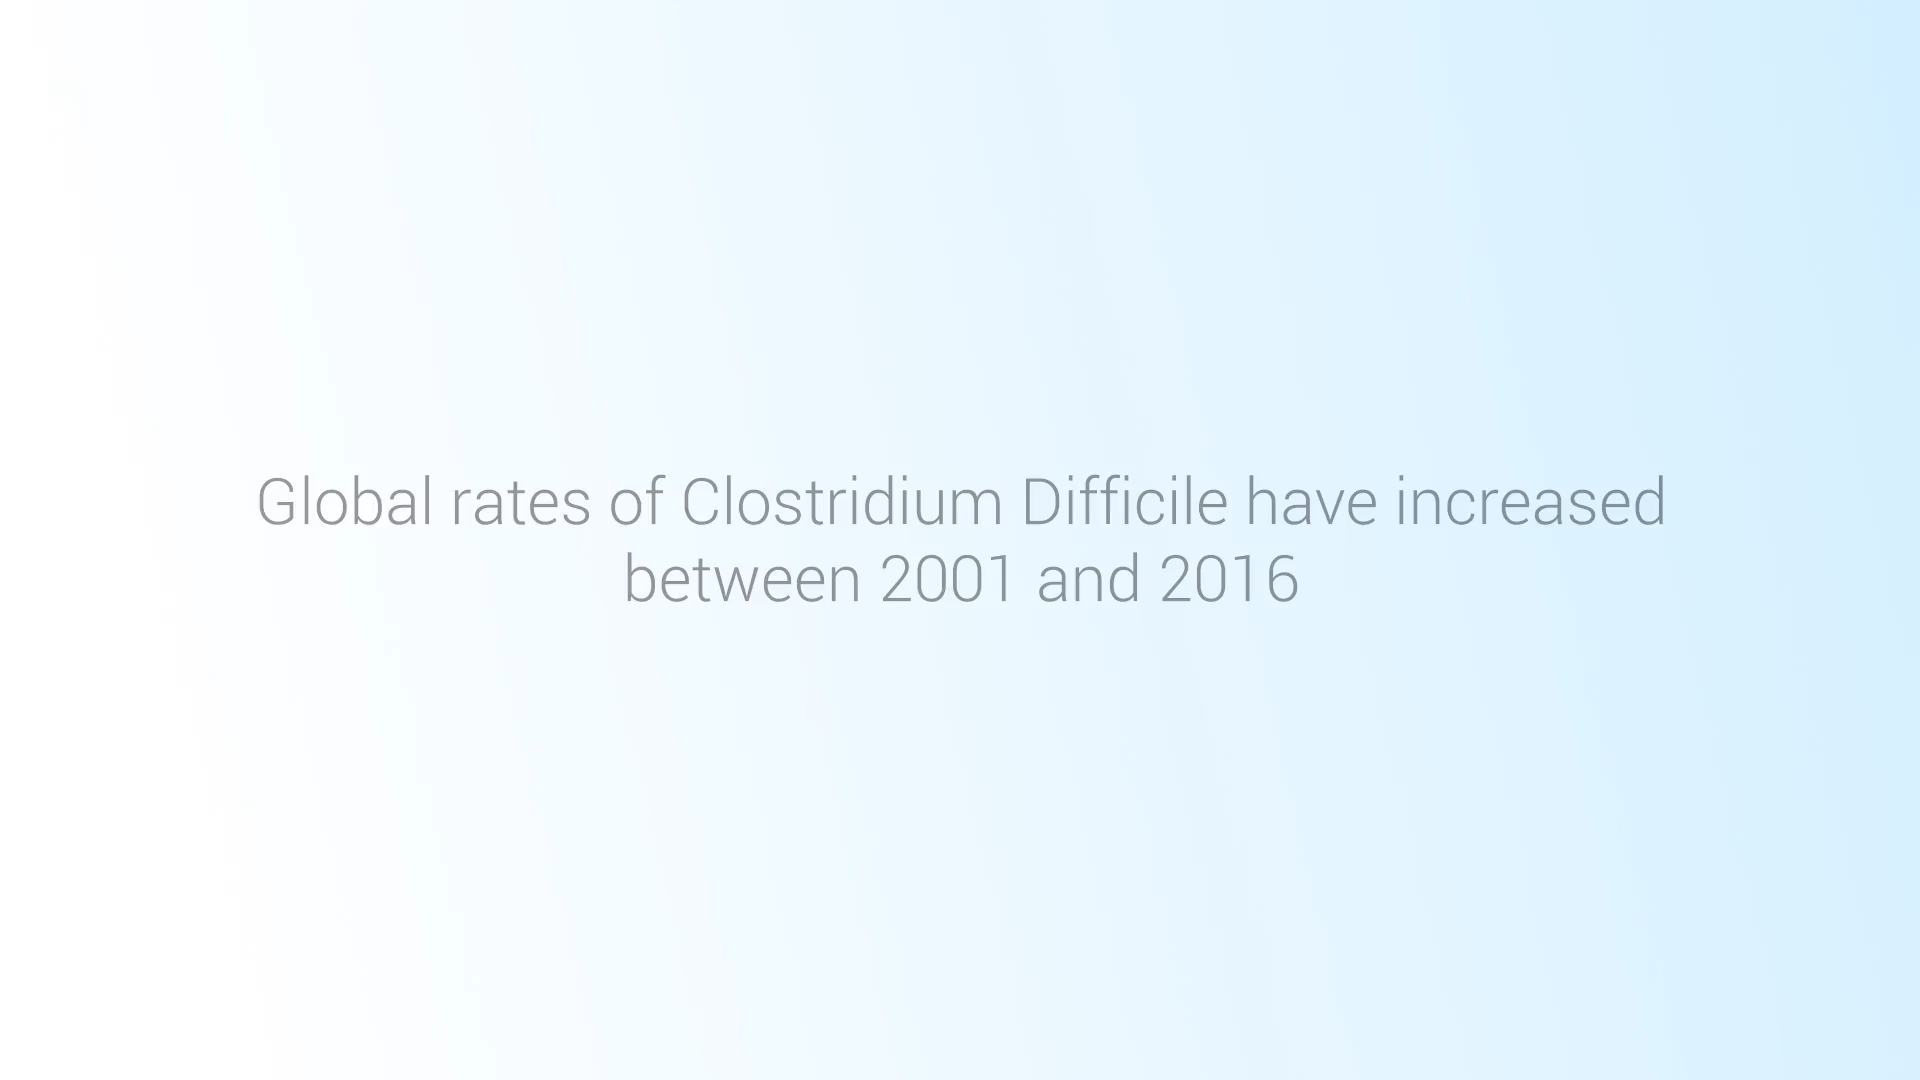 Global rates of Clostridium Difficile have increased
between 2001 and 2016